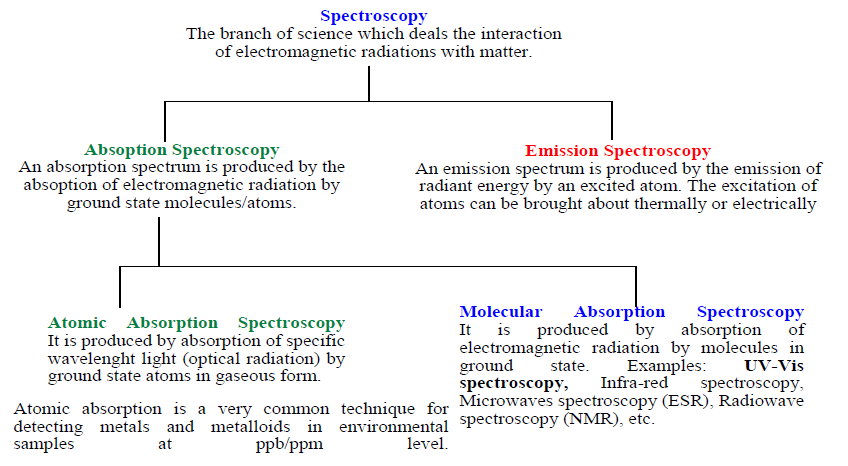 Spectroscopy
The branch of science which deals the interaction
of electromagnetic radiations with matter.
Absoption Spectroscopy
An absorption spectrum is produced by the
absoption of electromagnetic radiation by
ground state molecules/atoms.
Emission Spectroscopy
An emission spectrum is produced by the emission of
radiant energy by an excited atom. The excitation of
atoms can be brought about thermally or electrically
Atomic Absorption Spectroscopy
It is produced by absorption of specific
wavelenght light (optical radiation) by
ground state atoms in gaseous form.
Atomic absorption is a very common technique for
detecting metals and metalloids in environmental
samples at ppb/ppm level.
Molecular Absorption Spectroscopy
It is produced by absorption of
electromagnetic radiation by molecules in
ground state. Examples: UV-Vis
spectroscopy, Infra-red spectroscopy,
Microwaves spectroscopy (ESR), Radiowave
spectroscopy (NMR), etc.